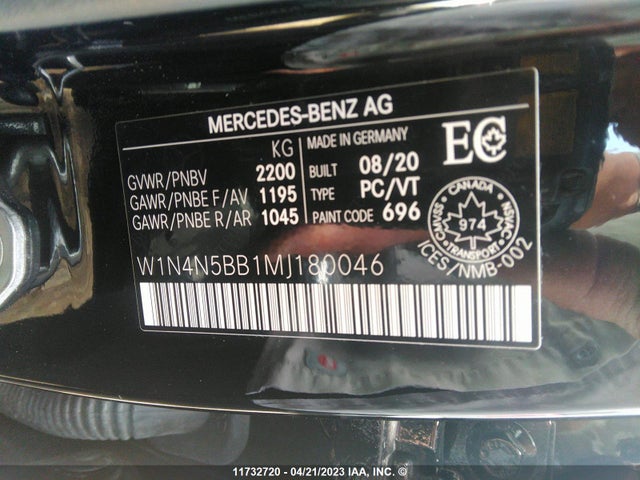 MERCEDES-BENZ AG
KG
GVWR/PNBV 2200
GAWR/PNBE F/AV 1195
GAWR/PNBE R/AR 1045
MADE IN GERMANY
BUILT 08/20
TYPE PC/VT
PAINT CODE 696
EC
CANADA
CMVSS
974
NSVAC
TRANSPORT
ICES/NMB-002
W1N4N5BB1MJ180046
11732720 - 04/21/2023 IAA, INC. ©